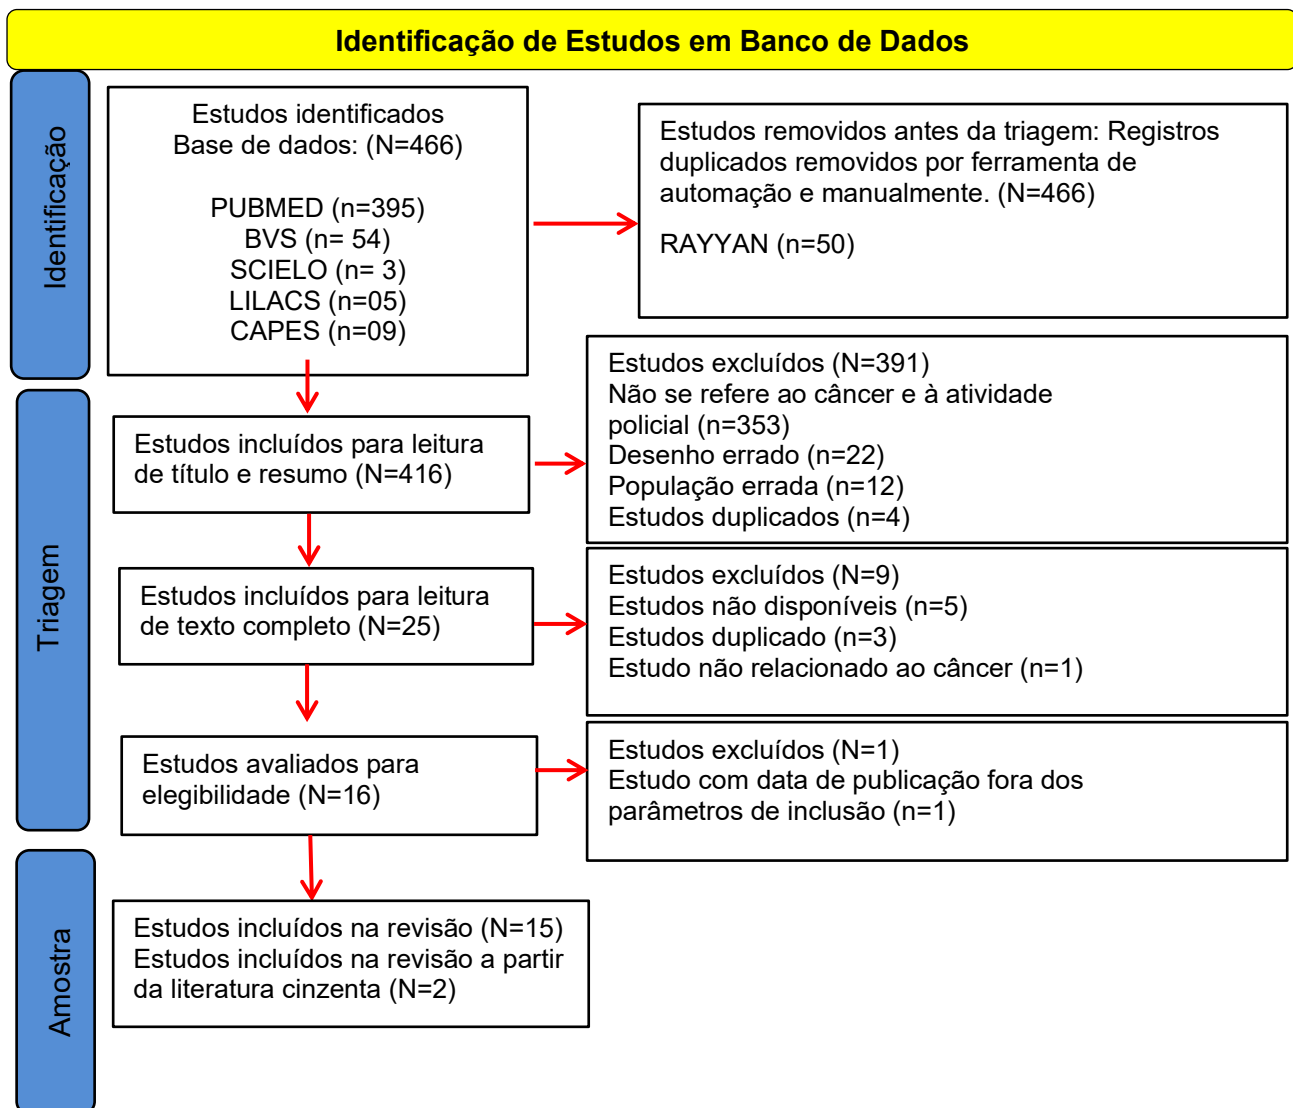 Identificação de Estudos em Banco de Dados
Identificação
Estudos identificados
Base de dados: (N=466)
PUBMED (n=395)
BVS (n= 54)
SCIELO (n= 3)
LILACS (n=05)
CAPES (n=09)
Estudos removidos antes da triagem: Registros
duplicados removidos por ferramenta de
automação e manualmente. (N=466)
RAYYAN (n=50)
Triagem
Estudos incluídos para leitura
de título e resumo (N=416)
Estudos excluídos (N=391)
Não se refere ao câncer e à atividade
policial (n=353)
Desenho errado (n=22)
População errada (n=12)
Estudos duplicados (n=4)
Estudos incluídos para leitura
de texto completo (N=25)
Estudos excluídos (N=9)
Estudos não disponíveis (n=5)
Estudos duplicado (n=3)
Estudo não relacionado ao câncer (n=1)
Estudos avaliados para
elegibilidade (N=16)
Estudos excluídos (N=1)
Estudo com data de publicação fora dos
parâmetros de inclusão (n=1)
Amostra
Estudos incluídos na revisão (N=15)
Estudos incluídos na revisão a partir
da literatura cinzenta (N=2)